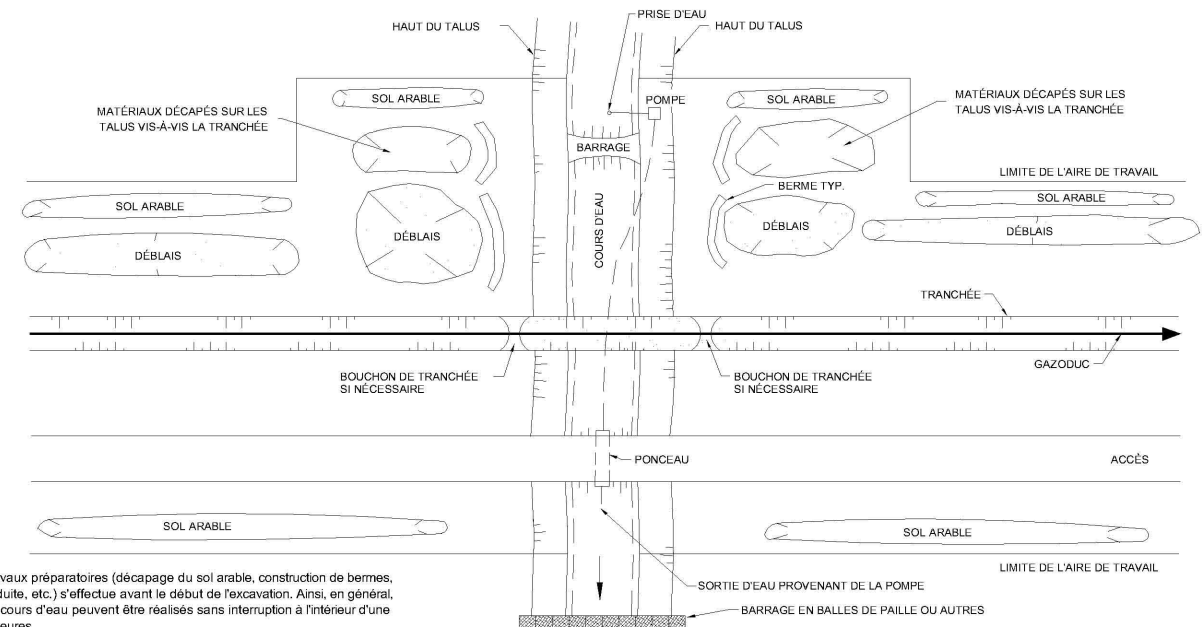 PRISE D'EAU
HAUT DU TALUS
HAUT DU TALUS
SOL ARABLE
POMPE
SOL ARABLE
MATÉRIAUX DÉCAPÉS SUR LES
TALUS VIS-À-VIS LA TRANCHÉE
MATÉRIAUX DÉCAPÉS SUR LES
TALUS VIS-À-VIS LA TRANCHÉE
BARRAGE
LIMITE DE L'AIRE DE TRAVAIL
BERME TYP.
SOL ARABLE
SOL ARABLE
COURS D'EAU
DÉBLAIS
DÉBLAIS
DÉBLAIS
DÉBLAIS
TRANCHÉE
GAZODUC
BOUCHON DE TRANCHÉE
SI NÉCESSAIRE
BOUCHON DE TRANCHÉE
SI NÉCESSAIRE
PONCEAU
ACCÈS
SOL ARABLE
SOL ARABLE
LIMITE DE L'AIRE DE TRAVAIL
vaux préparatoires (décapage du sol arable, construction de bermes,
duite, etc.) s'effectue avant le début de l'excavation. Ainsi, en général,
cours d'eau peuvent être réalisés sans interruption à l'intérieur d'une
eures.
SORTIE D'EAU PROVENANT DE LA POMPE
BARRAGE EN BALLES DE PAILLE OU AUTRES